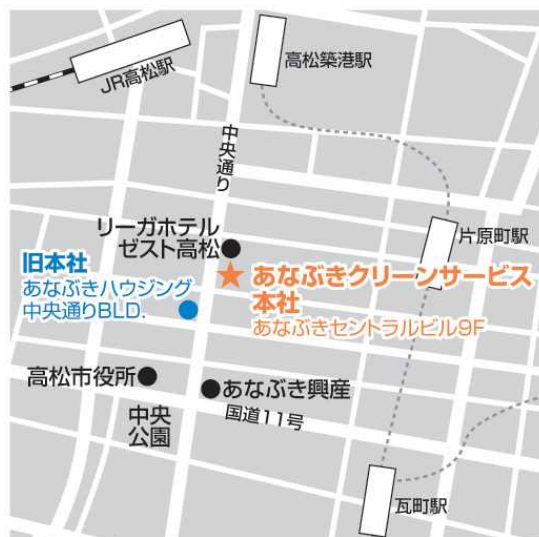 JR高松駅
高松築港駅
中央通り
リーガホテル
ゼスト高松
片原町駅
旧本社
あなぶきハウジング
中央通りBLD.
あなぶきクリーンサービス
本社
あなぶきセントラルビル9F
高松市役所
あなぶき興産
中央
公園
国道11号
瓦町駅